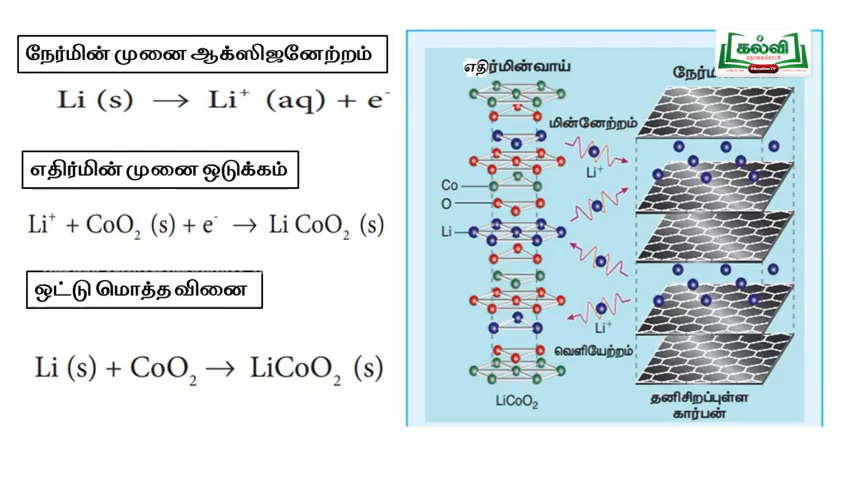 நேர்மின் முனை ஆக்ஸிஜனேற்றம்
Li (s) → Li⁺ (aq) + e⁻
எதிர்மின் முனை ஒடுக்கம்
Li⁺ + CoO₂ (s) + e⁻ → Li CoO₂ (s)
ஒட்டு மொத்த வினை
Li (s) + CoO₂ → LiCoO₂ (s)
கல்வி
எதிர்மின்வாய்
மின்னேற்றம்
Li⁺
Co
O
Li
Li⁺
வெளியேற்றம்
LiCoO₂
தனிசிறப்புள்ள
கார்பன்